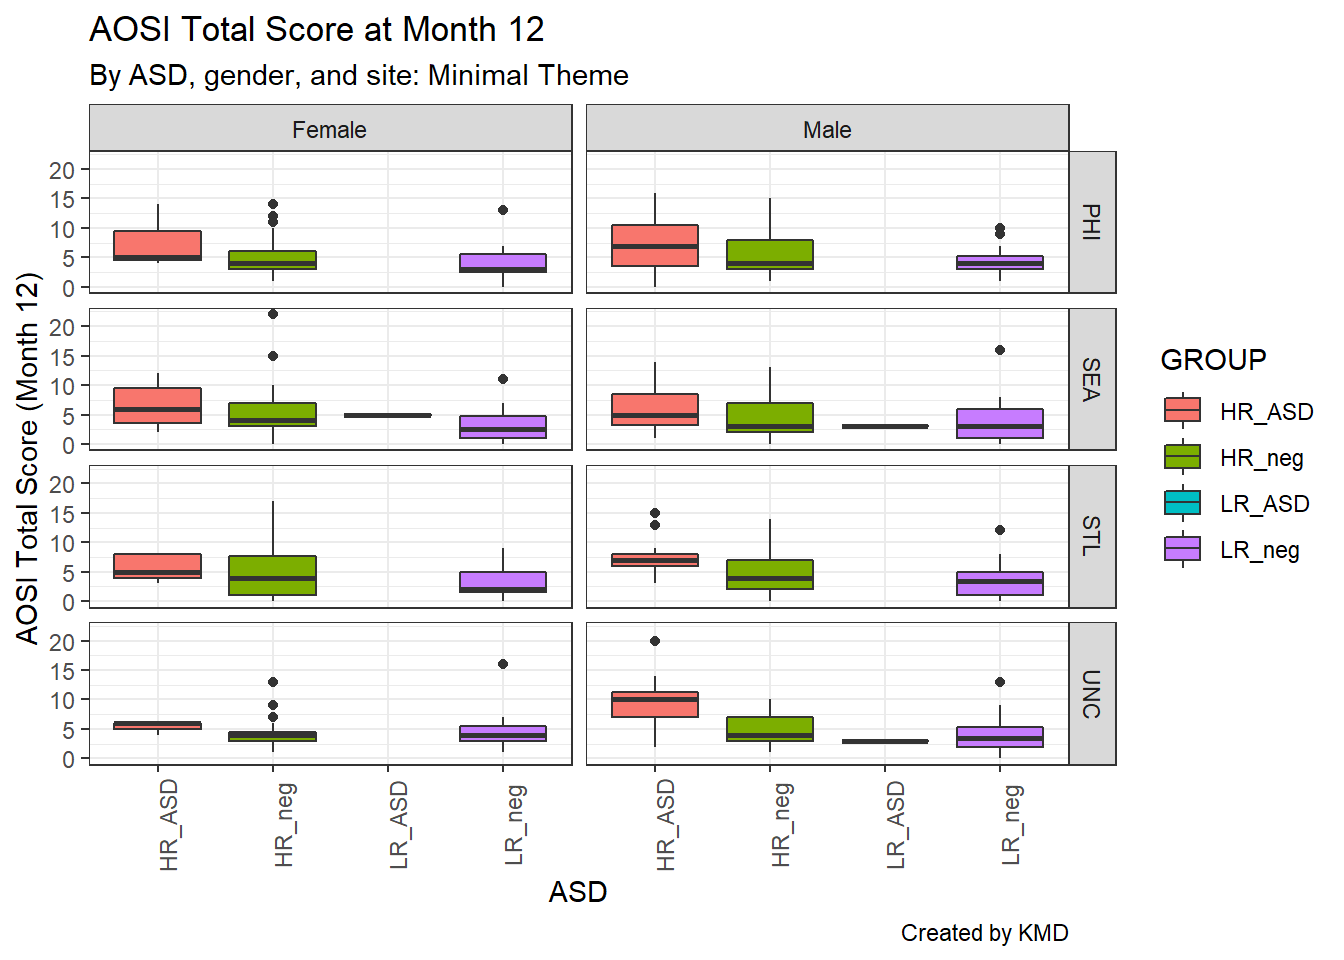 AOSI Total Score at Month 12
By ASD, gender, and site: Minimal Theme
Female
Male
AOSI Total Score (Month 12)
20
15
10
5
0
PHI
20
15
10
5
0
SEA
20
15
10
5
0
STL
20
15
10
5
0
UNC
HR_ASD
HR_neg
LR_ASD
LR_neg
HR_ASD
HR_neg
LR_ASD
LR_neg
ASD
GROUP
HR_ASD
HR_neg
LR_ASD
LR_neg
Created by KMD